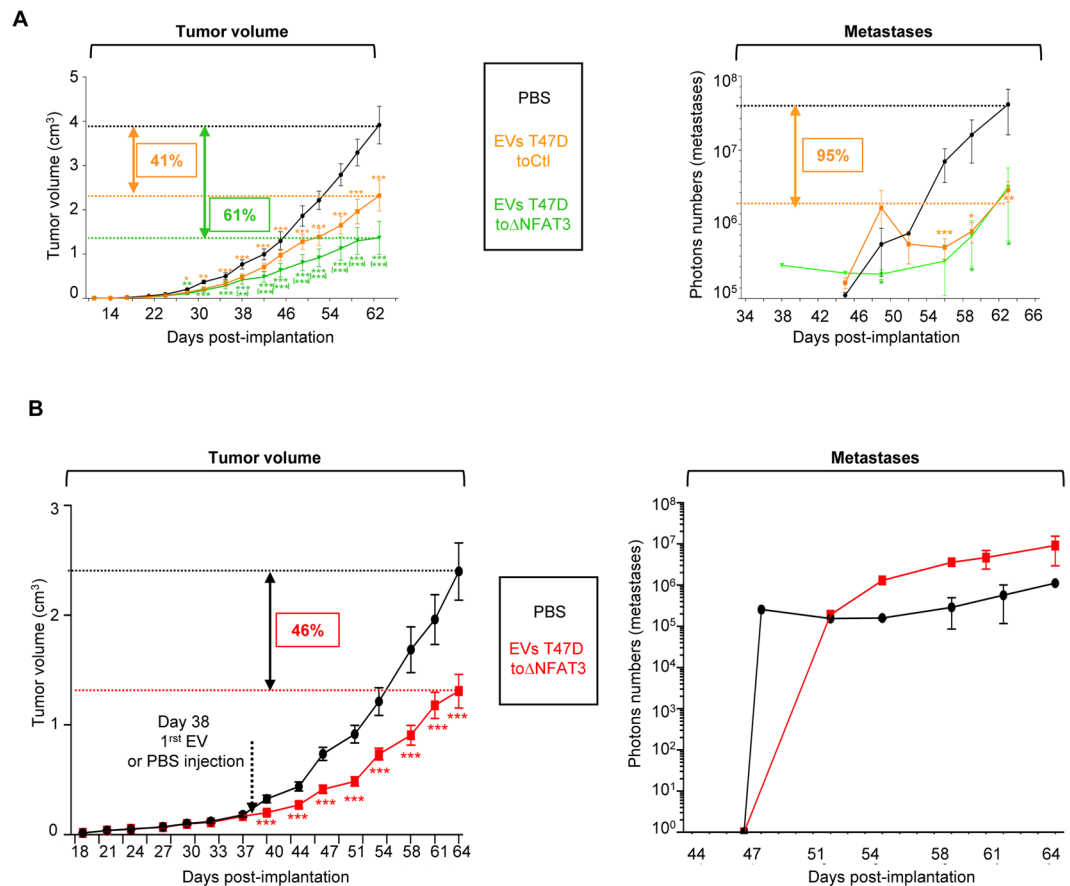 A
Tumor volume
Tumor volume (cm³)
5
4
3
2
1
0
41%
61%
* ** *** *** *** *** *** *** *** *** ***
** *** *** *** *** *** *** *** *** *** ***
(**) (***) (***) (***) (***) (***) (***) (***)
14 22 30 38 46 54 62
Days post-implantation
PBS
EVs T47D
toCtl
EVs T47D
to∆NFAT3
Metastases
Photons numbers (metastases)
10⁸
10⁷
10⁶
10⁵
95%
*** * **
* * *
34 38 42 46 50 54 58 62 66
Days post-implantation
B
Tumor volume
Tumor volume (cm³)
3
2
1
0
46%
Day 38
1ʳˢᵗ EV
or PBS injection
*** *** *** *** *** *** *** ***
18 21 24 27 30 33 37 40 44 47 51 54 58 61 64
Days post-implantation
PBS
EVs T47D
to∆NFAT3
Metastases
Photons numbers (metastases)
10⁸
10⁷
10⁶
10⁵
10⁴
10³
10²
10¹
10⁰
44 47 51 54 58 61 64
Days post-implantation